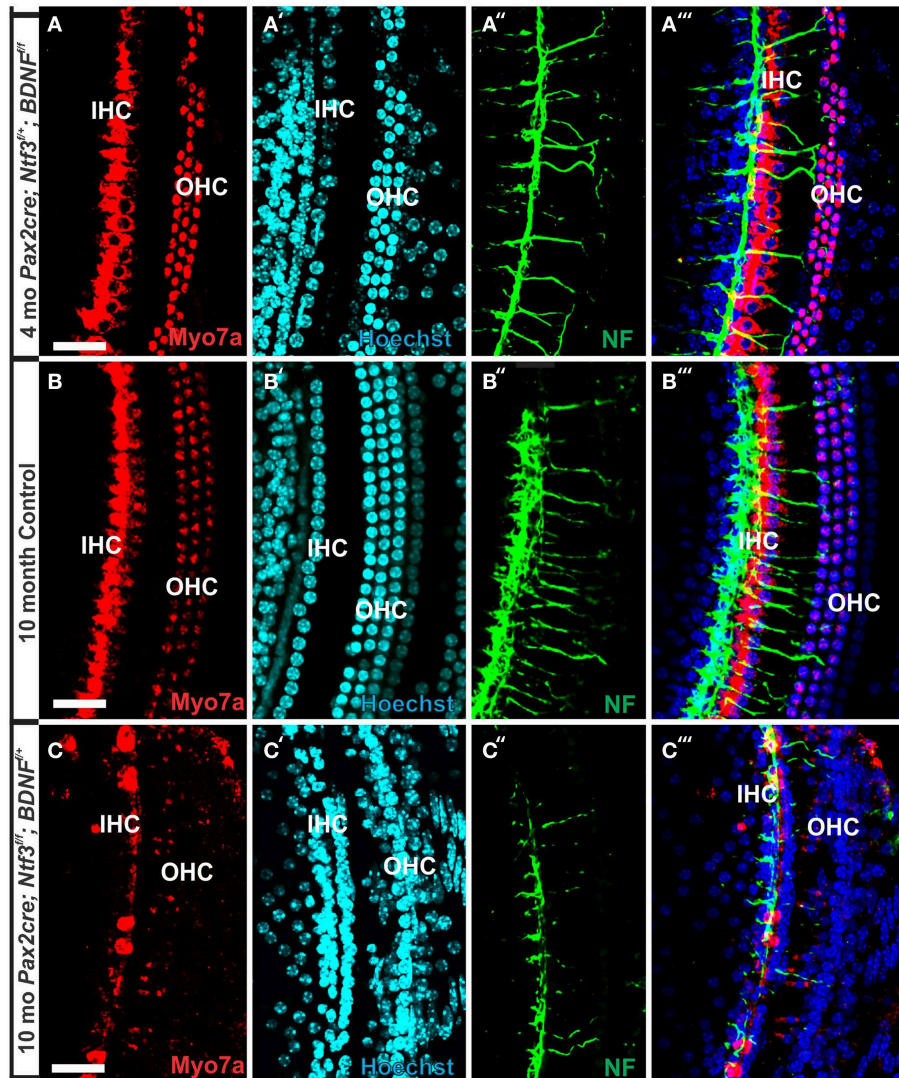 4 mo Pax2cre; Ntf3f/+; BDNFf/f
A
IHC
OHC
Myo7a
A'
IHC
OHC
Hoechst
A''
NF
A'''
IHC
OHC
10 month Control
B
IHC
OHC
Myo7a
B'
IHC
OHC
Hoechst
B''
NF
B'''
IHC
OHC
10 mo Pax2cre; Ntf3f/f; BDNFf/+
C
IHC
OHC
Myo7a
C'
IHC
OHC
Hoechst
C''
NF
C'''
IHC
OHC